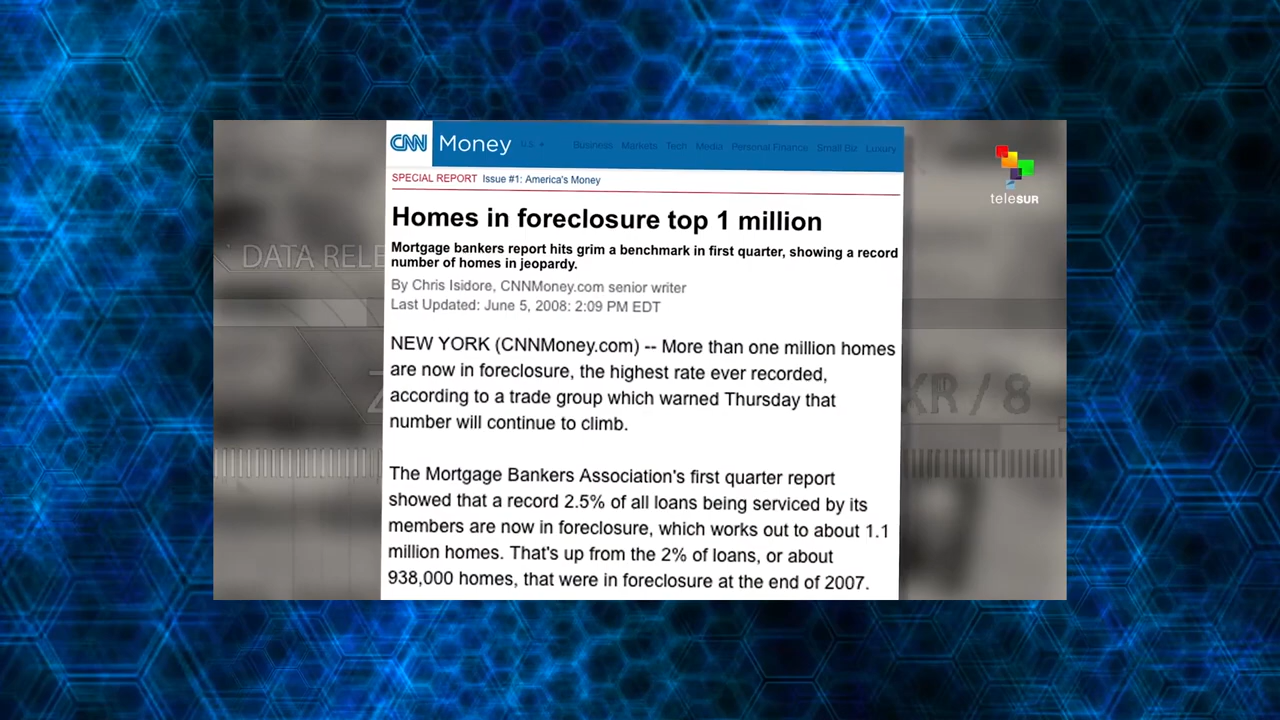 CNN Money U.S. Business Markets Tech Media Personal Finance Small Biz Luxury
SPECIAL REPORT Issue #1: America's Money
teleSUR
Homes in foreclosure top 1 million
Mortgage bankers report hits grim a benchmark in first quarter, showing a record
number of homes in jeopardy.
DATA RELE
By Chris Isidore, CNNMoney.com senior writer
Last Updated: June 5, 2008: 2:09 PM EDT
NEW YORK (CNNMoney.com) -- More than one million homes
are now in foreclosure, the highest rate ever recorded,
according to a trade group which warned Thursday that
XR / 8
number will continue to climb.
The Mortgage Bankers Association's first quarter report
showed that a record 2.5% of all loans being serviced by its
members are now in foreclosure, which works out to about 1.1
million homes. That's up from the 2% of loans, or about
938,000 homes, that were in foreclosure at the end of 2007.